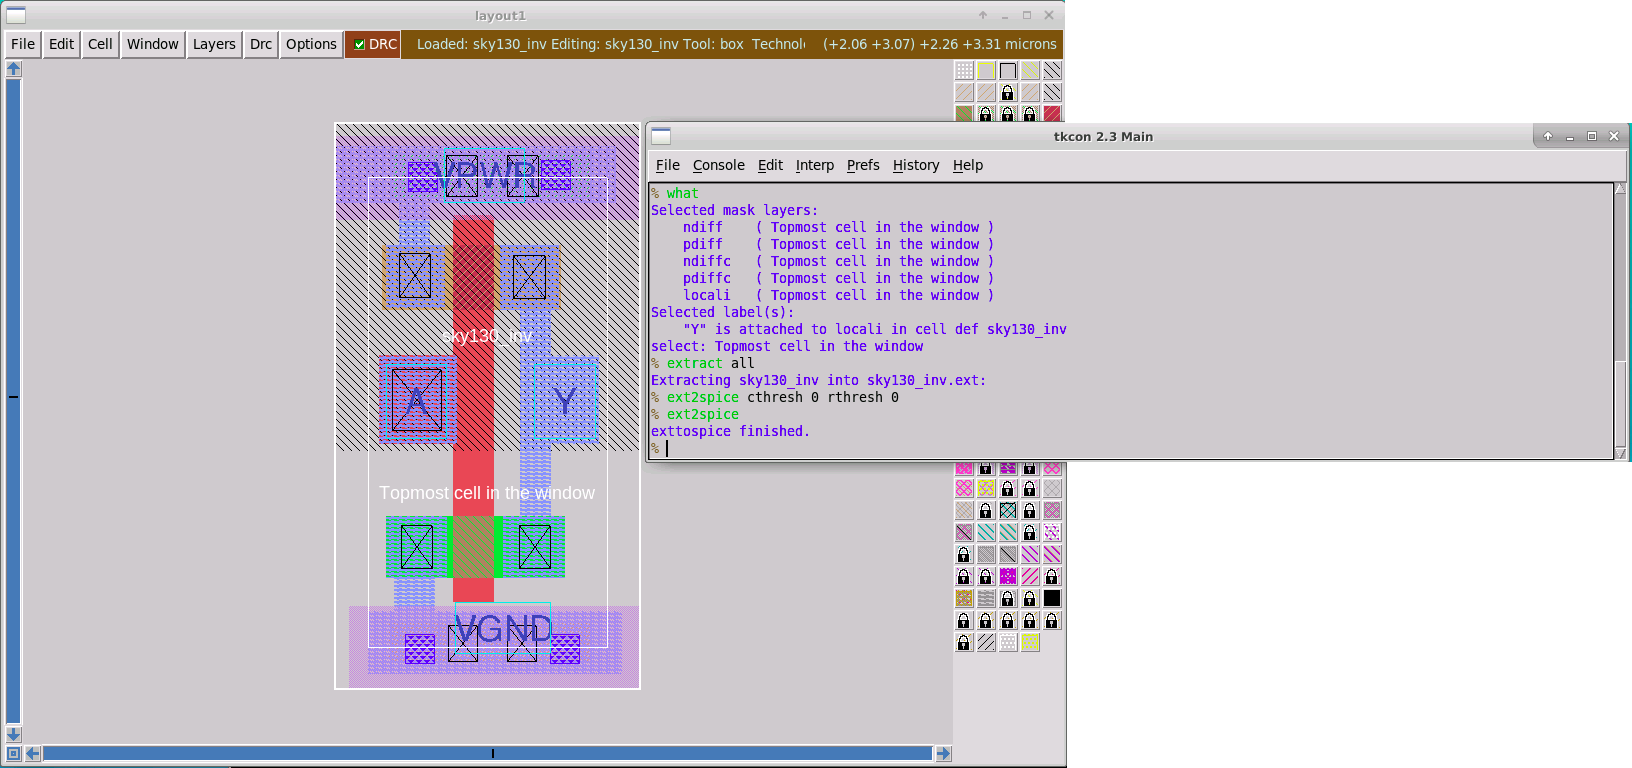 layout1
File Edit Cell Window Layers Drc Options DRC Loaded: sky130_inv Editing: sky130_inv Tool: box Technol (+2.06 +3.07) +2.26 +3.31 microns
VPWR
sky130_inv
A Y
Topmost cell in the window
VGND
tkcon 2.3 Main
File Console Edit Interp Prefs History Help
% what
Selected mask layers:
    ndiff    ( Topmost cell in the window )
    pdiff    ( Topmost cell in the window )
    ndiffc   ( Topmost cell in the window )
    pdiffc   ( Topmost cell in the window )
    locali   ( Topmost cell in the window )
Selected label(s):
    "Y" is attached to locali in cell def sky130_inv
select: Topmost cell in the window
% extract all
Extracting sky130_inv into sky130_inv.ext:
% ext2spice cthresh 0 rthresh 0
% ext2spice
exttospice finished.
%